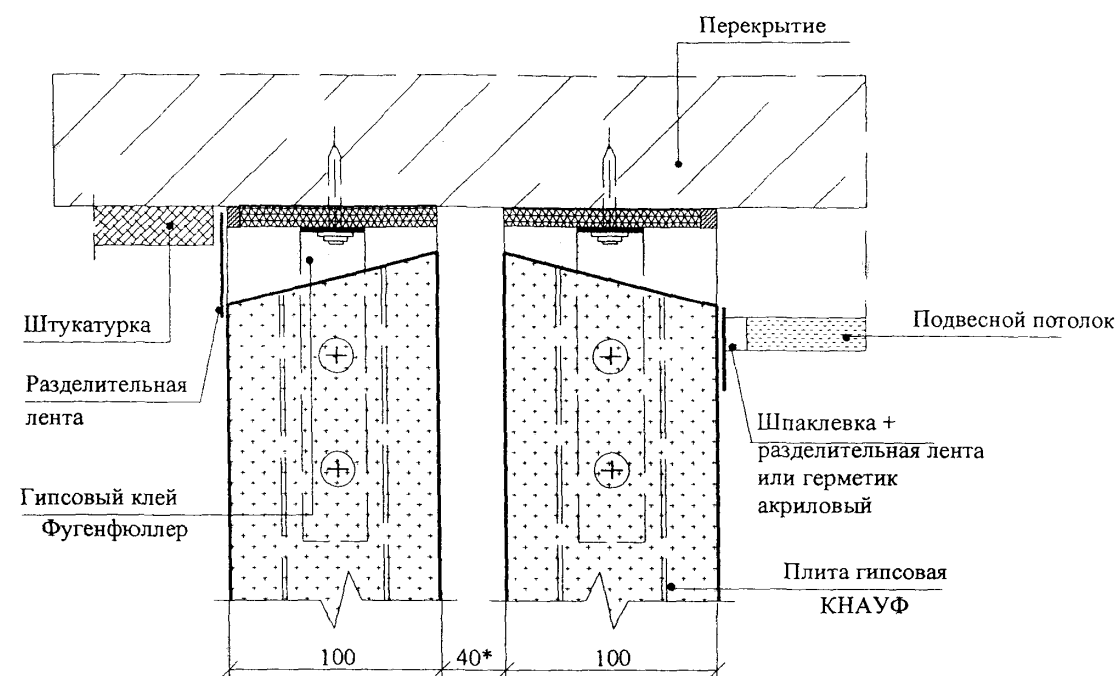 Перекрытие
Штукатурка
Подвесной потолок
Разделительная
лента
Шпаклевка +
разделительная лента
или герметик
акриловый
Гипсовый клей
Фугенфюллер
Плита гипсовая
КНАУФ
100
40*
100